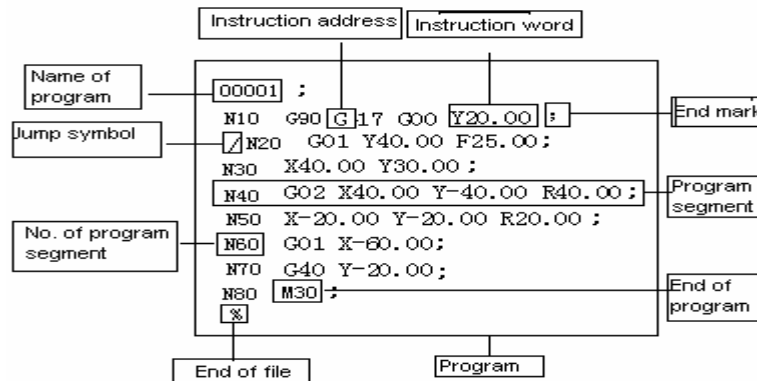 Instruction address Instruction word
Name of program
00001 ;
N10 G90 G 17 G00 Y20.00 ;
End mark
Jump symbol
/ N20 G01 Y40.00 F25.00 ;
N30 X40.00 Y30.00 ;
N40 G02 X40.00 Y-40.00 R40.00 ;
Program segment
N50 X-20.00 Y-20.00 R20.00 ;
No. of program segment
N60 G01 X-60.00;
N70 G40 Y-20.00;
N80 M30 ;
End of program
%
End of file
Program